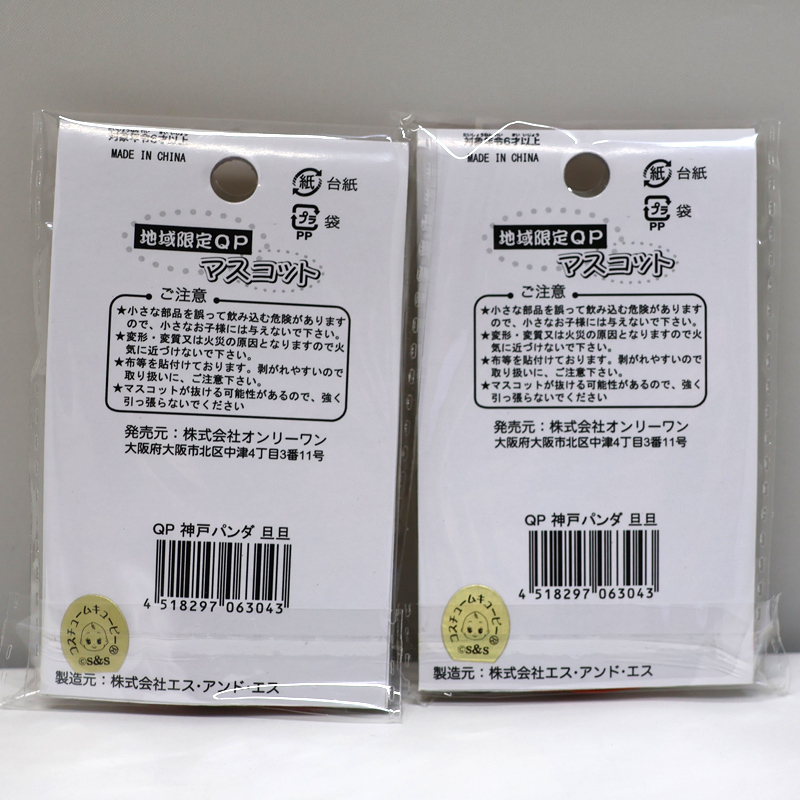 対象年令6才以上
MADE IN CHINA
紙 台紙
プラ 袋
PP
地域限定QP
マスコット
ご注意
★小さな部品を誤って飲み込む危険があります
ので、小さなお子様には与えないで下さい。
★変形・変質又は火災の原因となりますので火
気に近づけないで下さい。
★布等を貼付けております。剥がれやすいので
取り扱いに、ご注意下さい。
★マスコットが抜ける可能性があるので、強く
引っ張らないでください
発売元：株式会社オンリーワン
大阪府大阪市北区中津4丁目3番11号
QP 神戸パンダ 旦旦
4 518297 063043
コスチュームキューピー
©S&S
製造元：株式会社エス・アンド・エス
対象年令6才以上
MADE IN CHINA
紙 台紙
プラ 袋
PP
地域限定QP
マスコット
ご注意
★小さな部品を誤って飲み込む危険があります
ので、小さなお子様には与えないで下さい。
★変形・変質又は火災の原因となりますので火
気に近づけないで下さい。
★布等を貼付けております。剥がれやすいので
取り扱いに、ご注意下さい。
★マスコットが抜ける可能性があるので、強く
引っ張らないでください
発売元：株式会社オンリーワン
大阪府大阪市北区中津4丁目3番11号
QP 神戸パンダ 旦旦
4 518297 063043
コスチュームキューピー
©S&S
製造元：株式会社エス・アンド・エス